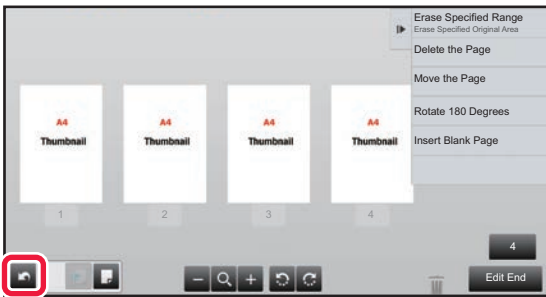 Erase Specified Range
Erase Specified Original Area
Delete the Page
Move the Page
Rotate 180 Degrees
Insert Blank Page
A4
Thumbnail
A4
Thumbnail
A4
Thumbnail
A4
Thumbnail
1
2
3
4
4
Edit End